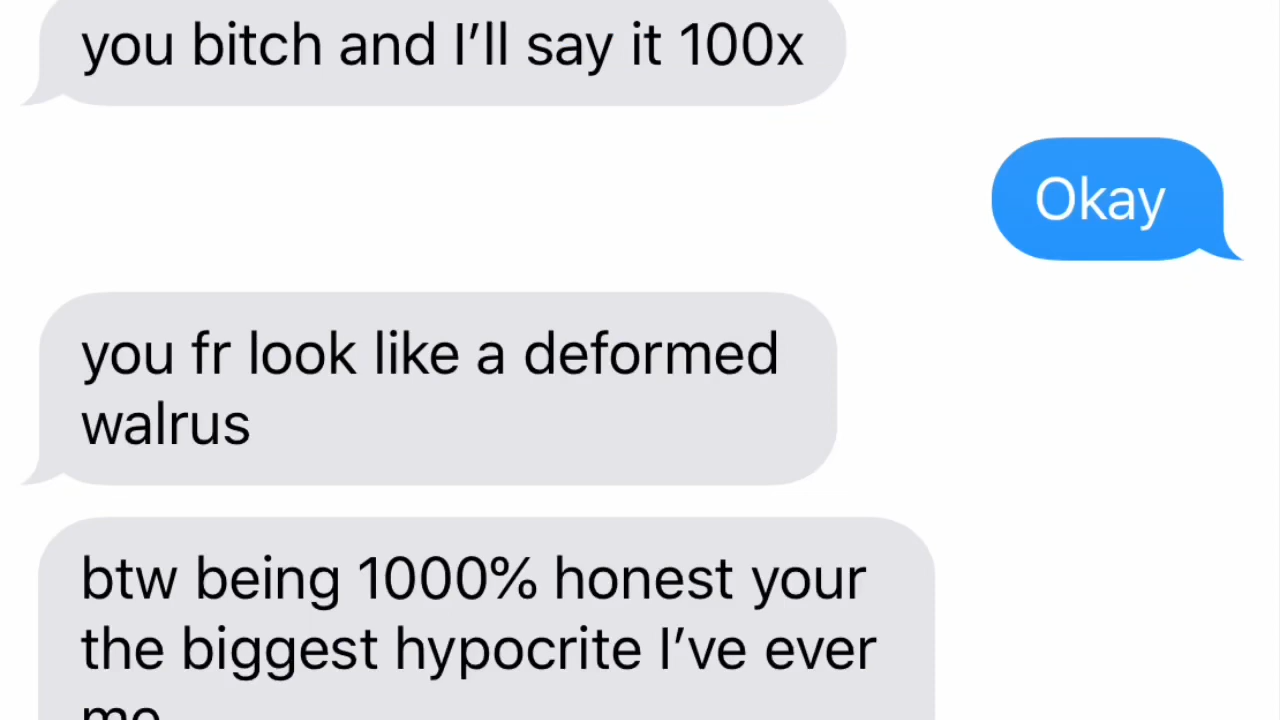 you bitch and I’ll say it 100x
Okay
you fr look like a deformed
walrus
btw being 1000% honest your
the biggest hypocrite I’ve ever